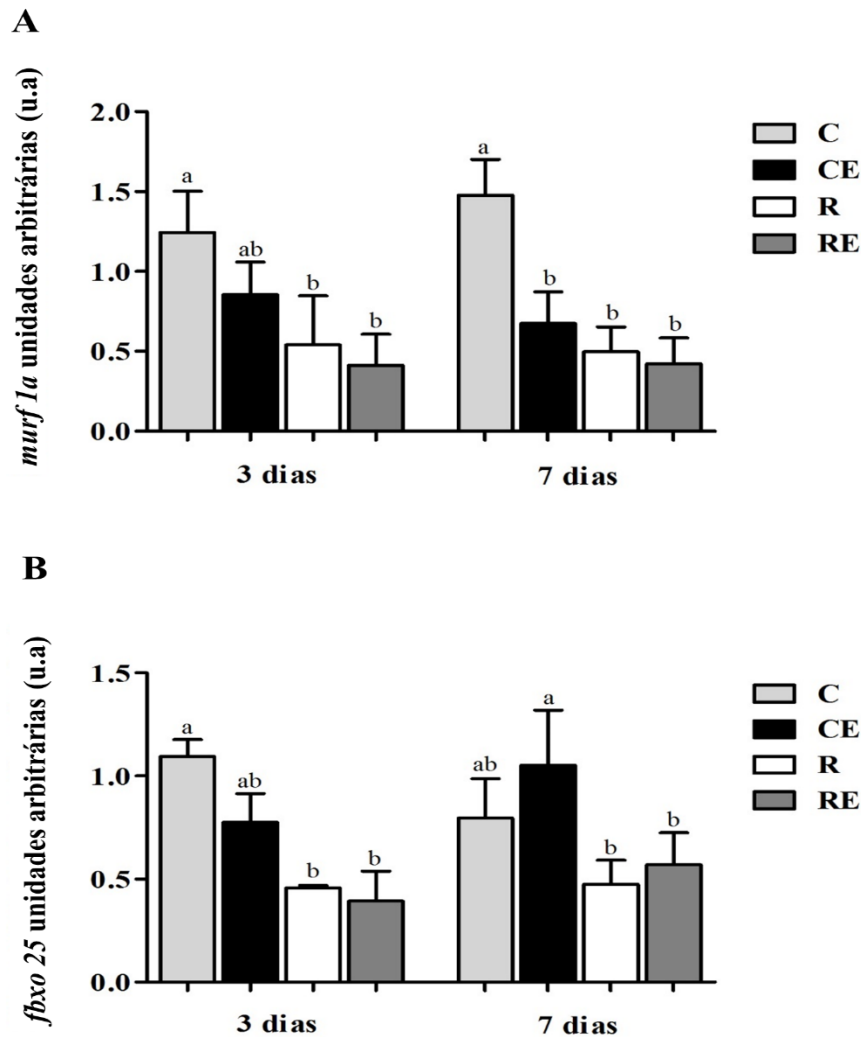 A
murf 1a unidades arbitrárias (u.a)
2.0
1.5
1.0
0.5
0.0
a
ab
b
b
a
b
b
b
3 dias
7 dias
C
CE
R
RE
B
fbxo 25 unidades arbitrárias (u.a)
1.5
1.0
0.5
0.0
a
ab
b
b
ab
a
b
b
3 dias
7 dias
C
CE
R
RE